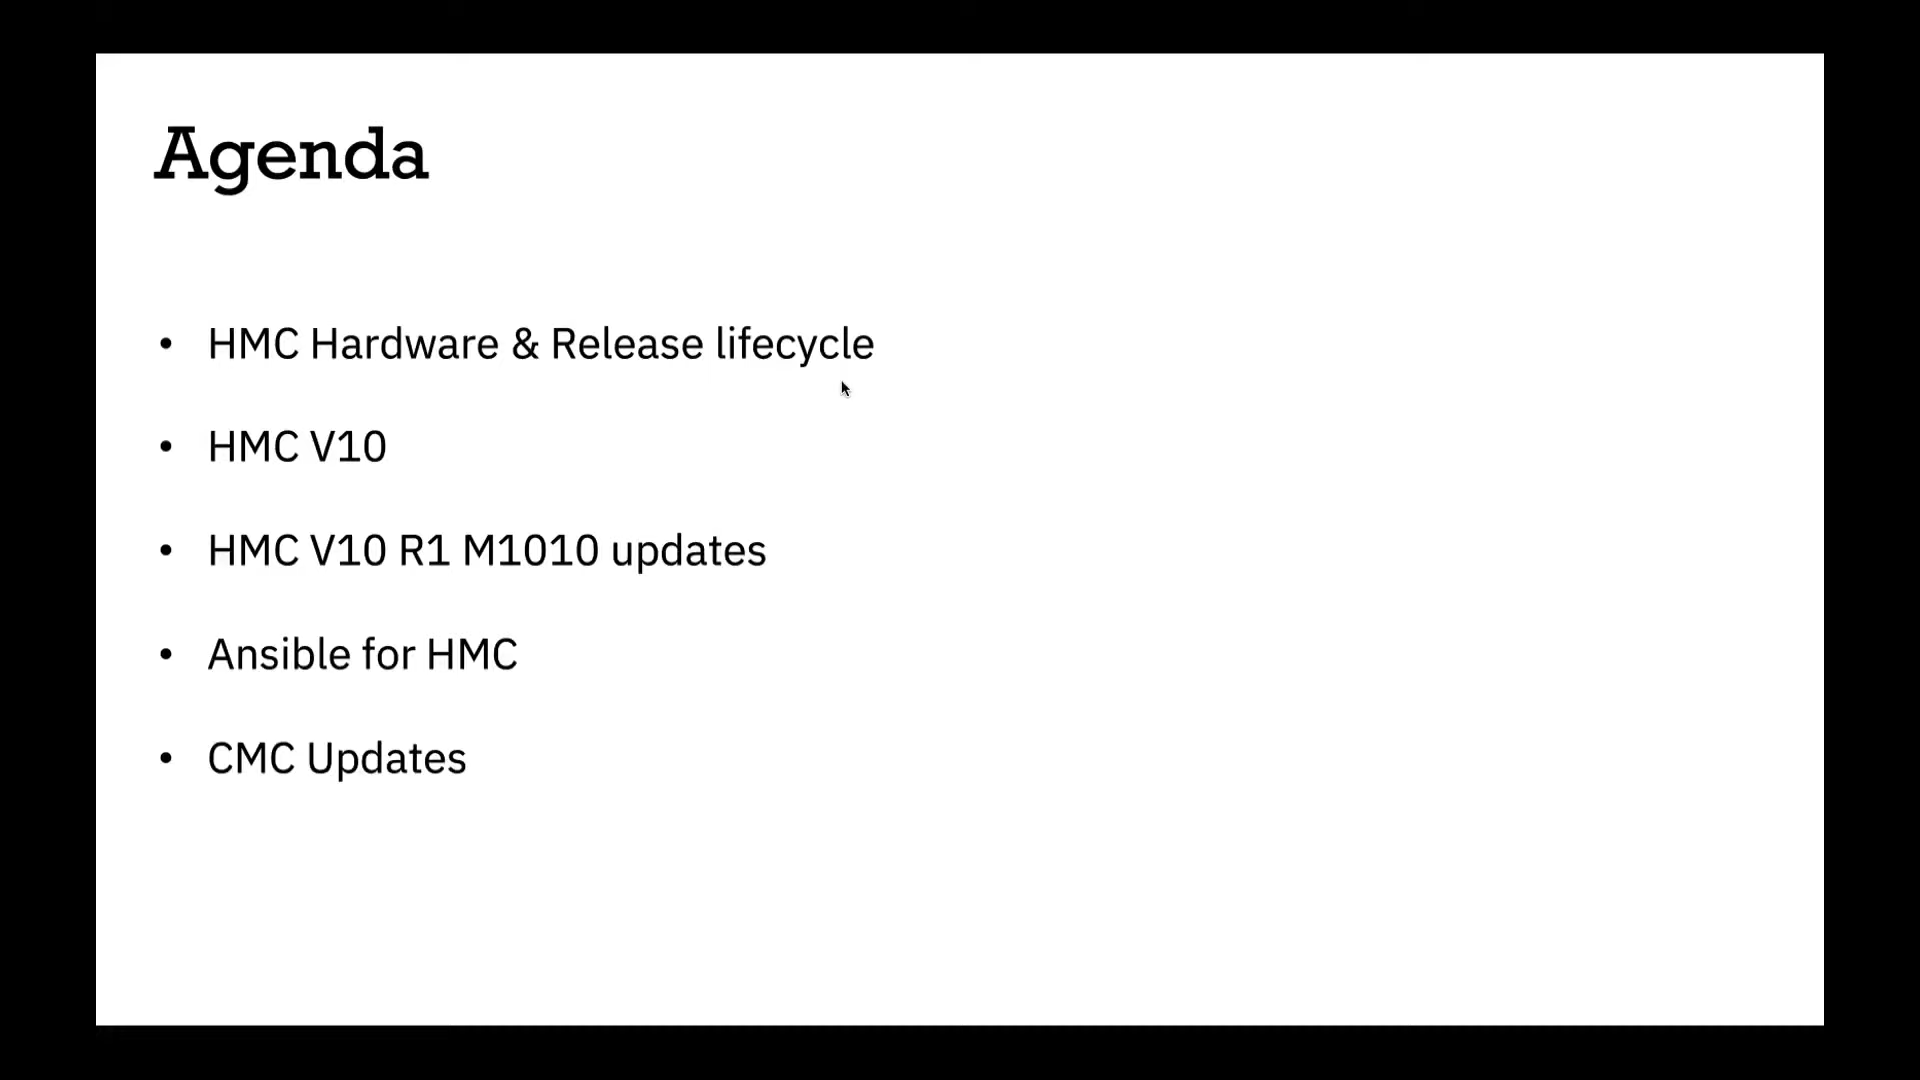 Agenda
• HMC Hardware & Release lifecycle
• HMC V10
• HMC V10 R1 M1010 updates
• Ansible for HMC
• CMC Updates